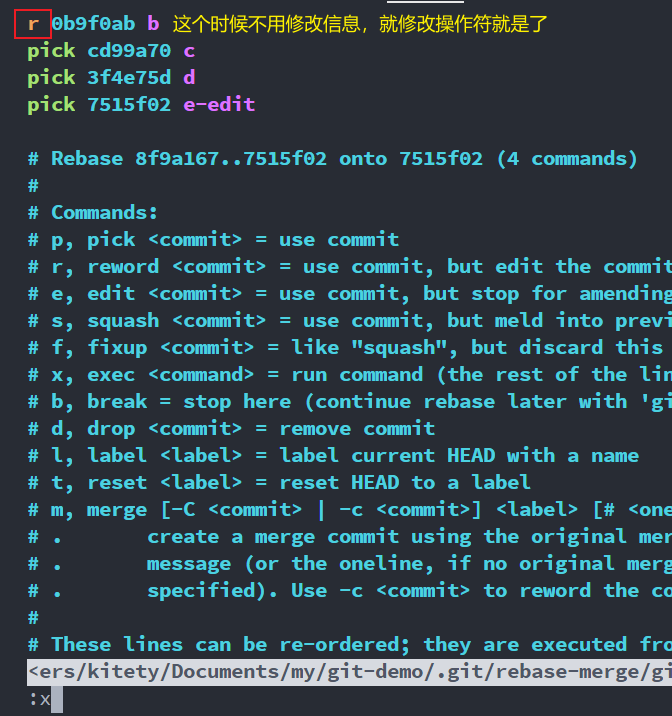 r 0b9f0ab b 这个时候不用修改信息，就修改操作符就是了
pick cd99a70 c
pick 3f4e75d d
pick 7515f02 e-edit
# Rebase 8f9a167..7515f02 onto 7515f02 (4 commands)
#
# Commands:
# p, pick <commit> = use commit
# r, reword <commit> = use commit, but edit the commit
# e, edit <commit> = use commit, but stop for amending
# s, squash <commit> = use commit, but meld into previ
# f, fixup <commit> = like "squash", but discard this
# x, exec <command> = run command (the rest of the lin
# b, break = stop here (continue rebase later with 'gi
# d, drop <commit> = remove commit
# l, label <label> = label current HEAD with a name
# t, reset <label> = reset HEAD to a label
# m, merge [-C <commit> | -c <commit>] <label> [# <one
# . create a merge commit using the original mer
# . message (or the oneline, if no original merg
# . specified). Use -c <commit> to reword the co
#
# These lines can be re-ordered; they are executed fro
<ers/kitety/Documents/my/git-demo/.git/rebase-merge/gi
:x